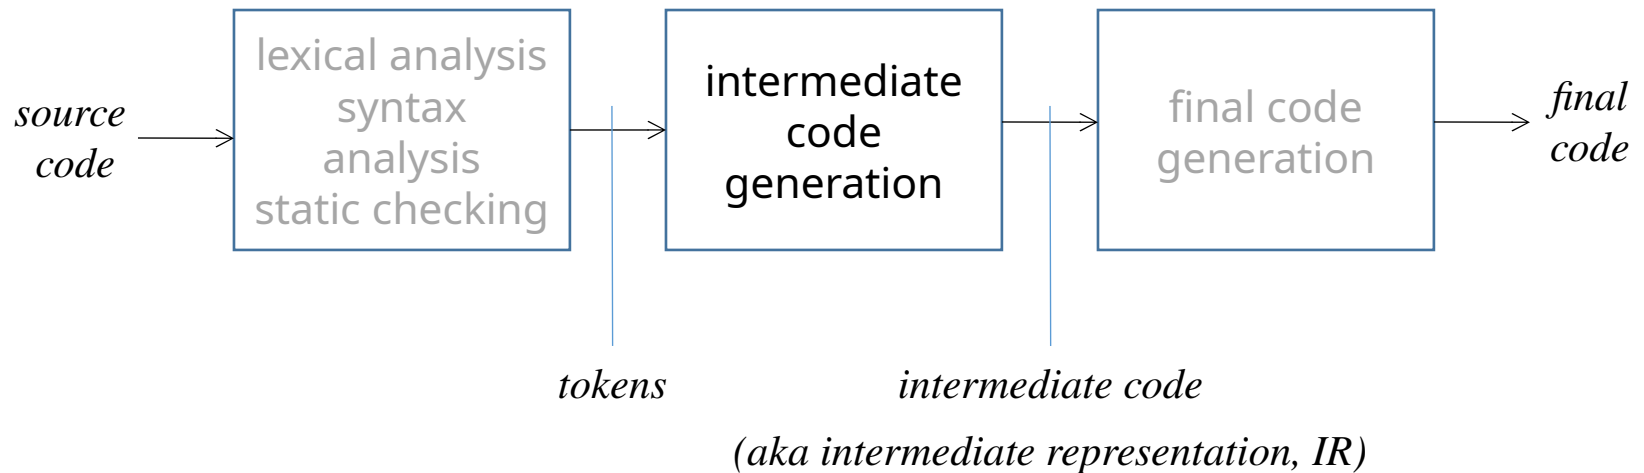 source
code
lexical analysis
syntax
analysis
static checking
intermediate
code
generation
final code
generation
final
code
tokens
intermediate code
(aka intermediate representation, IR)